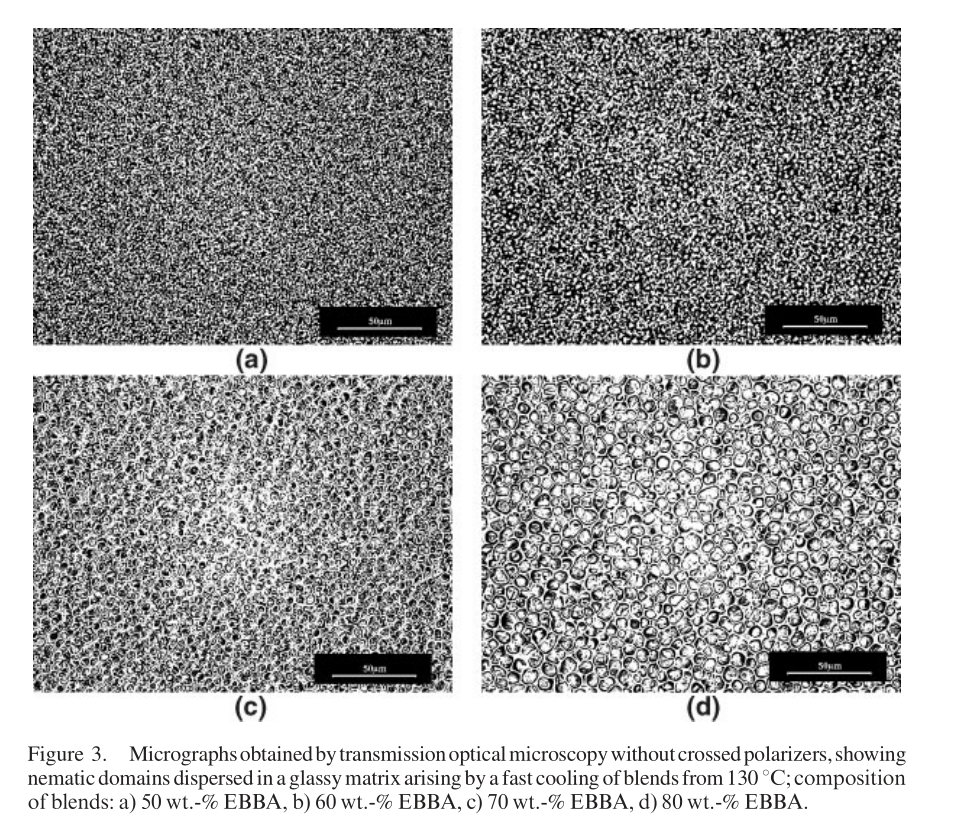 50μm
50μm
(a)
(b)
50μm
50μm
(c)
(d)
Figure 3. Micrographs obtained by transmission optical microscopy without crossed polarizers, showing
nematic domains dispersed in a glassy matrix arising by a fast cooling of blends from 130 °C; composition
of blends: a) 50 wt.-% EBBA, b) 60 wt.-% EBBA, c) 70 wt.-% EBBA, d) 80 wt.-% EBBA.